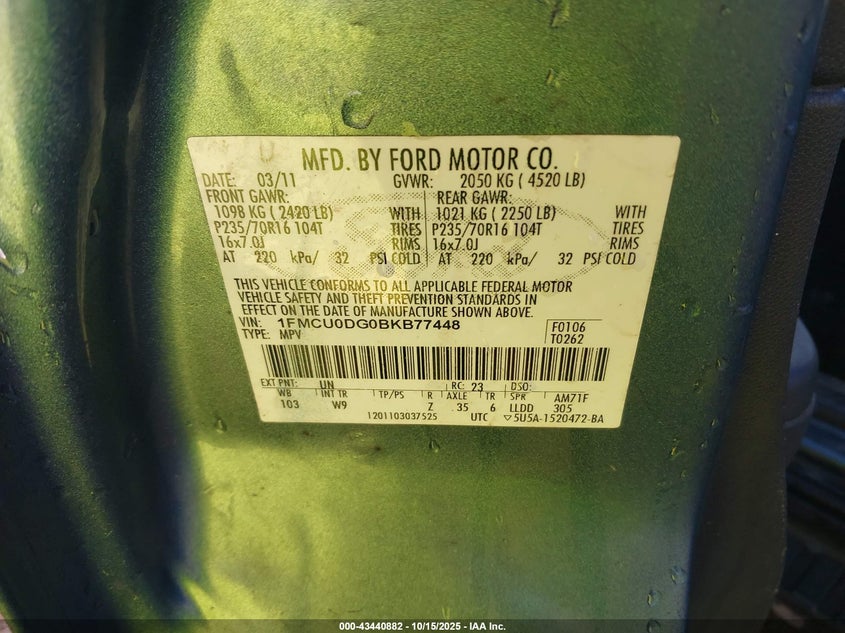 MFD. BY FORD MOTOR CO.
DATE: 03/11 GVWR: 2050 KG ( 4520 LB)
FRONT GAWR: REAR GAWR:
1098 KG ( 2420 LB) WITH 1021 KG ( 2250 LB) WITH
P235/70R16 104T TIRES P235/70R16 104T TIRES
16x7.0J RIMS 16x7.0J RIMS
AT 220 kPa/ 32 PSI COLD AT 220 kPa/ 32 PSI COLD
THIS VEHICLE CONFORMS TO ALL APPLICABLE FEDERAL MOTOR
VEHICLE SAFETY AND THEFT PREVENTION STANDARDS IN
EFFECT ON THE DATE OF MANUFACTURE SHOWN ABOVE.
VIN: 1FMCU0DG0BKB77448 F0106
TYPE: MPV T0262
EXT PNT: UN RC: 23 DSO:
WB INT TR TP/PS R AXLE TR SPR AM71F
103 W9 Z .35 6 LLDD 305
1201103037525 UTC ▽5U5A-1520472-BA
000-43440882 - 10/15/2025 - IAA Inc.